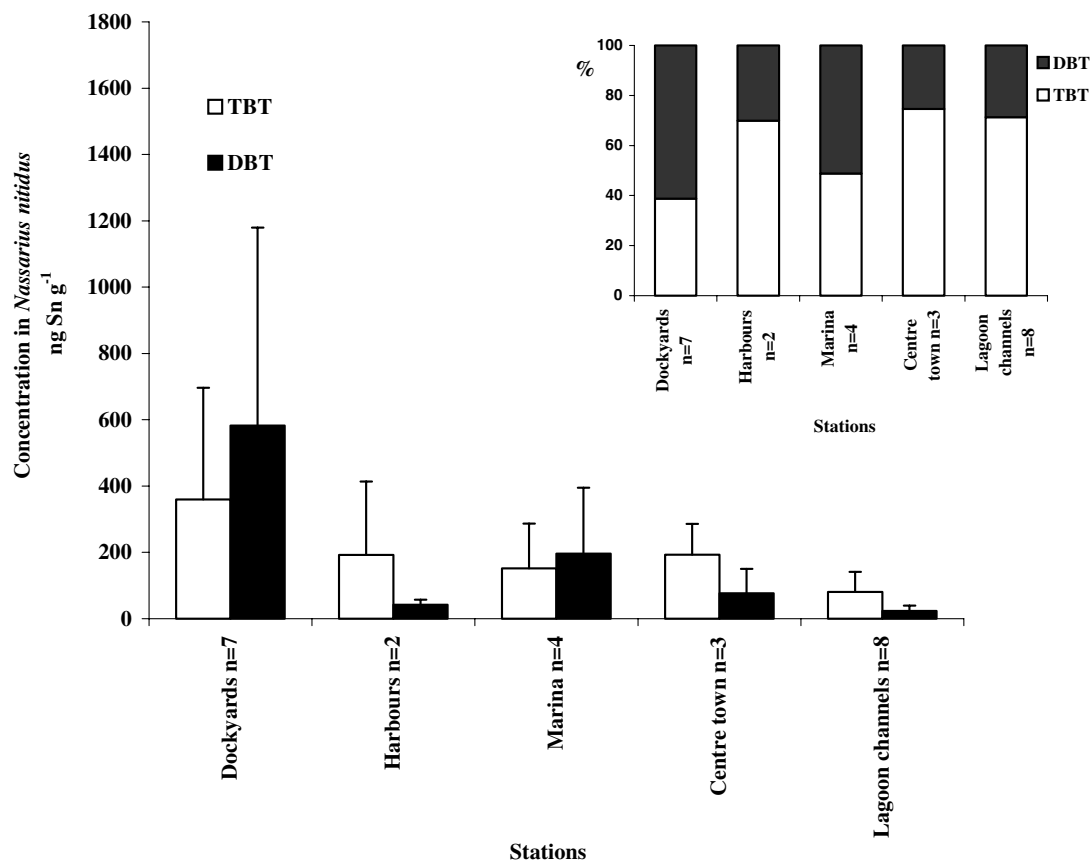 Concentration in Nassarius nitidus
ng Sn g-1
1800
1600
1400
1200
1000
800
600
400
200
0
TBT
DBT
Dockyards n=7
Harbours n=2
Marina n=4
Centre town n=3
Lagoon channels n=8
Stations
%
100
80
60
40
20
0
DBT
TBT
Dockyards
n=7
Harbours
n=2
Marina
n=4
Centre
town n=3
Lagoon
channels
n=8
Stations